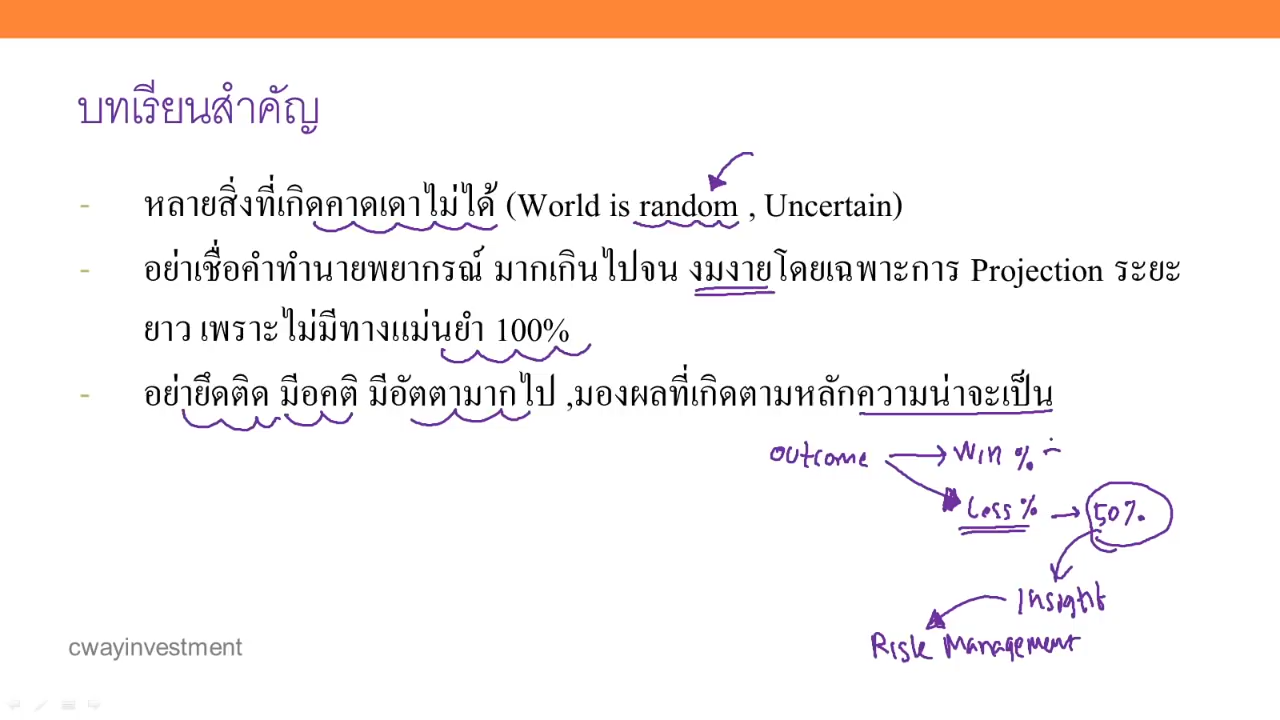 บทเรียนสำคัญ
- หลายสิ่งที่เกิดคาดเดาไม่ได้ (World is random , Uncertain)
- อย่าเชื่อคำทำนายพยากรณ์ มากเกินไปจน งมงายโดยเฉพาะการ Projection ระยะ
ยาว เพราะไม่มีทางแม่นยำ 100%
- อย่ายึดติด มีอคติ มีอัตตามากไป ,มองผลที่เกิดตามหลักความน่าจะเป็น
outcome → Win %
Loss % → 50%
Insight
Risk Management
cwayinvestment